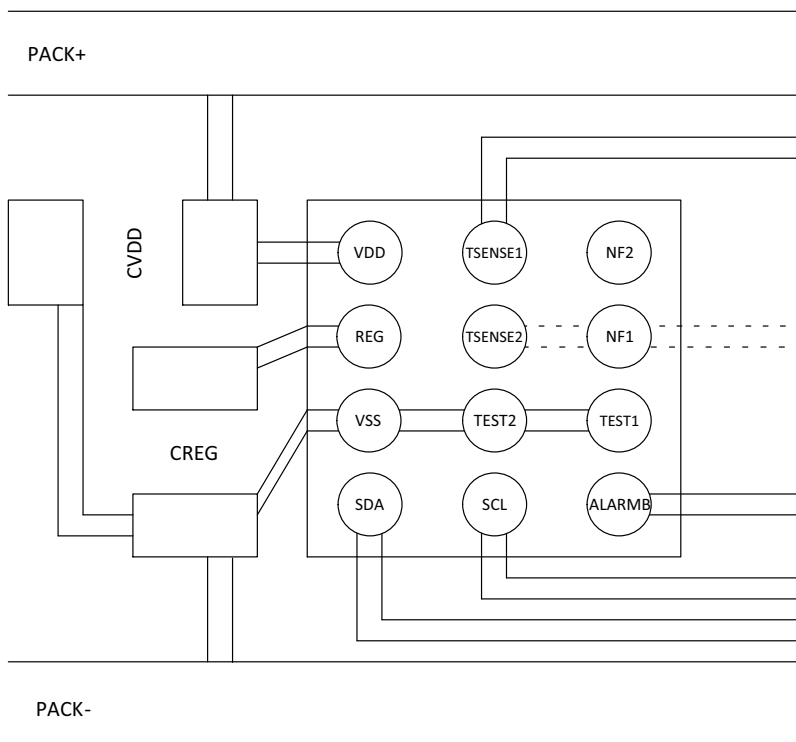 PACK+
CVDD
VDD
TSENSE1
NF2
REG
TSENSE2
NF1
VSS
TEST2
TEST1
CREG
SDA
SCL
ALARMB
PACK-